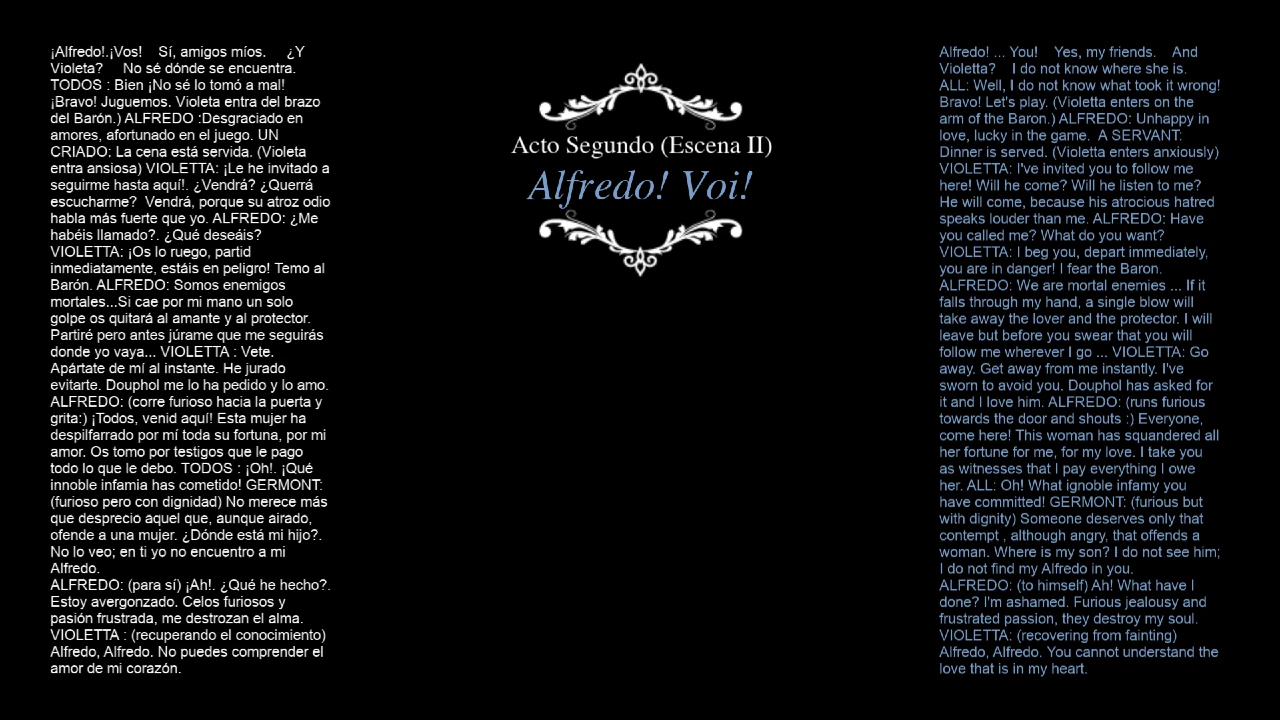 ¡Alfredo!.¡Vos! Sí, amigos míos. ¿Y
Violeta? No sé dónde se encuentra.
TODOS : Bien ¡No sé lo tomó a mal!
¡Bravo! Juguemos. Violeta entra del brazo
del Barón.) ALFREDO :Desgraciado en
amores, afortunado en el juego. UN
CRIADO; La cena está servida. (Violeta
entra ansiosa) VIOLETTA: ¡Le he invitado a
seguirme hasta aquí!. ¿Vendrá? ¿Querrá
escucharme? Vendrá, porque su atroz odio
habla más fuerte que yo. ALFREDO: ¿Me
habéis llamado?. ¿Qué deseáis?
VIOLETTA: ¡Os lo ruego, partid
inmediatamente, estáis en peligro! Temo al
Barón. ALFREDO: Somos enemigos
mortales...Si cae por mi mano un solo
golpe os quitará al amante y al protector.
Partiré pero antes júrame que me seguirás
donde yo vaya... VIOLETTA : Vete.
Apártate de mí al instante. He jurado
evitarte. Douphol me lo ha pedido y lo amo.
ALFREDO: (corre furioso hacia la puerta y
grita:) ¡Todos, venid aquí! Esta mujer ha
despilfarrado por mí toda su fortuna, por mi
amor. Os tomo por testigos que le pago
todo lo que le debo. TODOS : ¡Oh!. ¡Qué
innoble infamia has cometido! GERMONT:
(furioso pero con dignidad) No merece más
que desprecio aquel que, aunque airado,
ofende a una mujer. ¿Dónde está mi hijo?.
No lo veo; en ti yo no encuentro a mi
Alfredo.
ALFREDO: (para sí) ¡Ah!. ¿Qué he hecho?.
Estoy avergonzado. Celos furiosos y
pasión frustrada, me destrozan el alma.
VIOLETTA : (recuperando el conocimiento)
Alfredo, Alfredo. No puedes comprender el
amor de mi corazón.
Acto Segundo (Escena II)
Alfredo! Voi!
Alfredo! ... You! Yes, my friends. And
Violetta? I do not know where she is.
ALL: Well, I do not know what took it wrong!
Bravo! Let's play. (Violetta enters on the
arm of the Baron.) ALFREDO: Unhappy in
love, lucky in the game. A SERVANT:
Dinner is served. (Violetta enters anxiously)
VIOLETTA: I've invited you to follow me
here! Will he come? Will he listen to me?
He will come, because his atrocious hatred
speaks louder than me. ALFREDO: Have
you called me? What do you want?
VIOLETTA: I beg you, depart immediately,
you are in danger! I fear the Baron.
ALFREDO: We are mortal enemies ... If it
falls through my hand, a single blow will
take away the lover and the protector. I will
leave but before you swear that you will
follow me wherever I go ... VIOLETTA: Go
away. Get away from me instantly. I've
sworn to avoid you. Douphol has asked for
it and I love him. ALFREDO: (runs furious
towards the door and shouts :) Everyone,
come here! This woman has squandered all
her fortune for me, for my love. I take you
as witnesses that I pay everything I owe
her. ALL: Oh! What ignoble infamy you
have committed! GERMONT: (furious but
with dignity) Someone deserves only that
contempt , although angry, that offends a
woman. Where is my son? I do not see him;
I do not find my Alfredo in you.
ALFREDO: (to himself) Ah! What have I
done? I'm ashamed. Furious jealousy and
frustrated passion, they destroy my soul.
VIOLETTA: (recovering from fainting)
Alfredo, Alfredo. You cannot understand the
love that is in my heart.